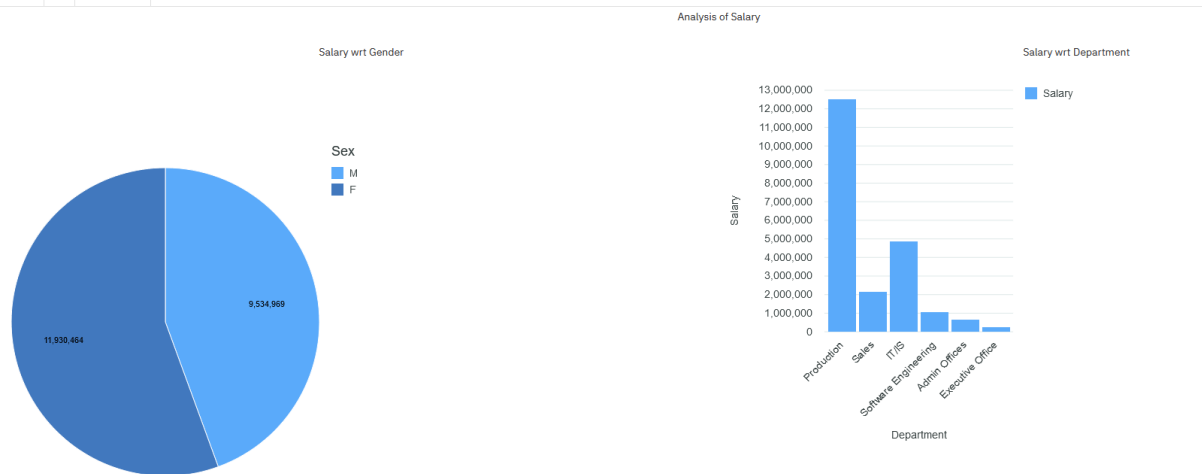 Analysis of Salary
Salary wrt Gender
Sex
M
F
9,534,969
11,930,464
Salary wrt Department
Salary
13,000,000
12,000,000
11,000,000
10,000,000
9,000,000
8,000,000
7,000,000
6,000,000
5,000,000
4,000,000
3,000,000
2,000,000
1,000,000
0
Salary
Production
Sales
IT/IS
Software Engineering
Admin Offices
Executive Office
Department